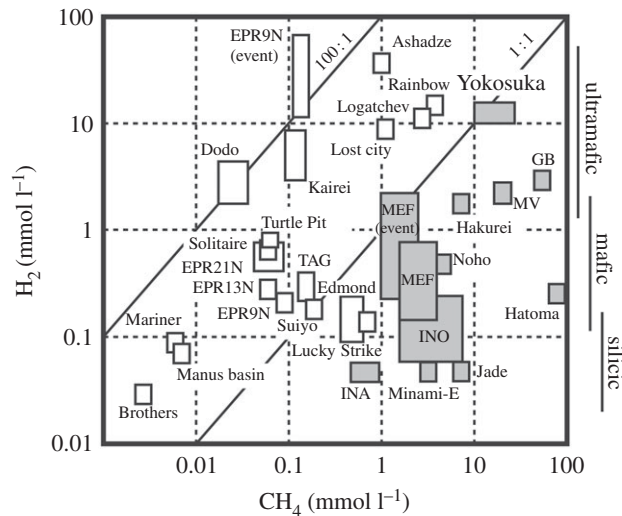 100
10
1
0.1
0.01
H₂ (mmol l⁻¹)
EPR9N
(event)
100:1
Ashadze
1:1
Rainbow
Yokosuka
Logatchev
Lost city
Dodo
Kairei
GB
MEF
(event)
MV
Hakurei
Turtle Pit
Solitaire
EPR21N
TAG
Noho
EPR13N
Edmond
MEF
EPR9N
Hatoma
Mariner
Suiyo
Lucky Strike
INO
Manus basin
INA
Minami-E
Jade
Brothers
ultramafic
mafic
silicic
0.01
0.1
1
10
100
CH₄ (mmol l⁻¹)